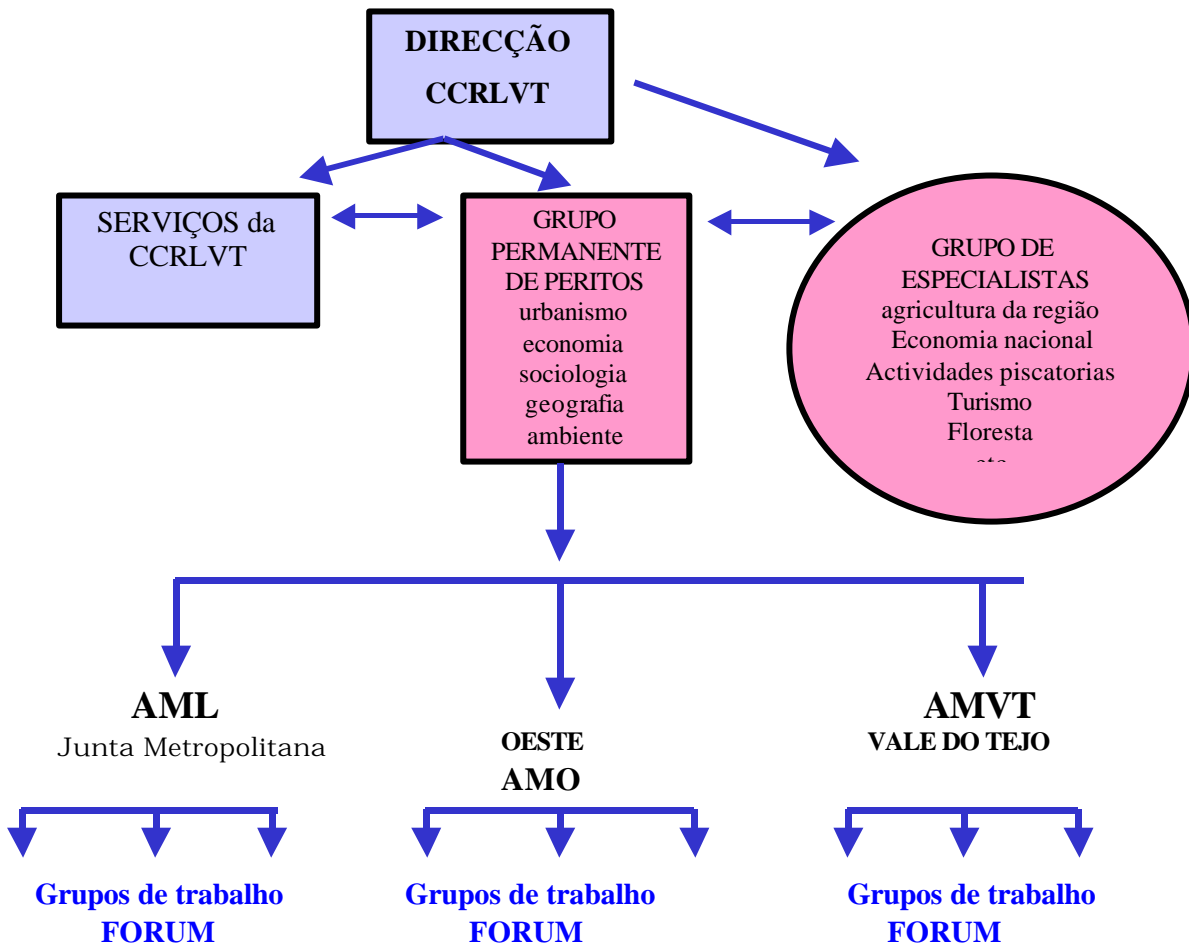 DIRECÇÃO
CCRLVT
SERVIÇOS da
CCRLVT
GRUPO
PERMANENTE
DE PERITOS
urbanismo
economia
sociologia
geografia
ambiente
GRUPO DE
ESPECIALISTAS
agricultura da região
Economia nacional
Actividades piscatorias
Turismo
Floresta
AML
Junta Metropolitana
OESTE
AMO
AMVT
VALE DO TEJO
Grupos de trabalho
FORUM
Grupos de trabalho
FORUM
Grupos de trabalho
FORUM